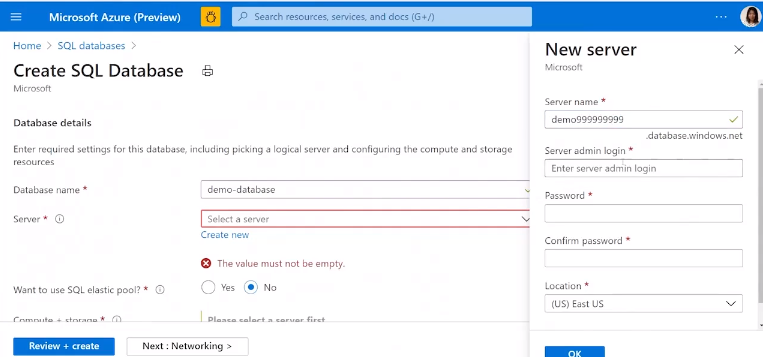 Microsoft Azure (Preview)
Search resources, services, and docs (G+/)
Home > SQL databases >
Create SQL Database
Microsoft
Database details
Enter required settings for this database, including picking a logical server and configuring the compute and storage
resources
Database name *
demo-database
Server *
Select a server
Create new
The value must not be empty.
Want to use SQL elastic pool? *
Yes
No
Compute + storage *
Please select a server first
Review + create
Next : Networking >
New server
Microsoft
Server name *
demo999999999
.database.windows.net
Server admin login *
Enter server admin login
Password *
Confirm password *
Location *
(US) East US
OK